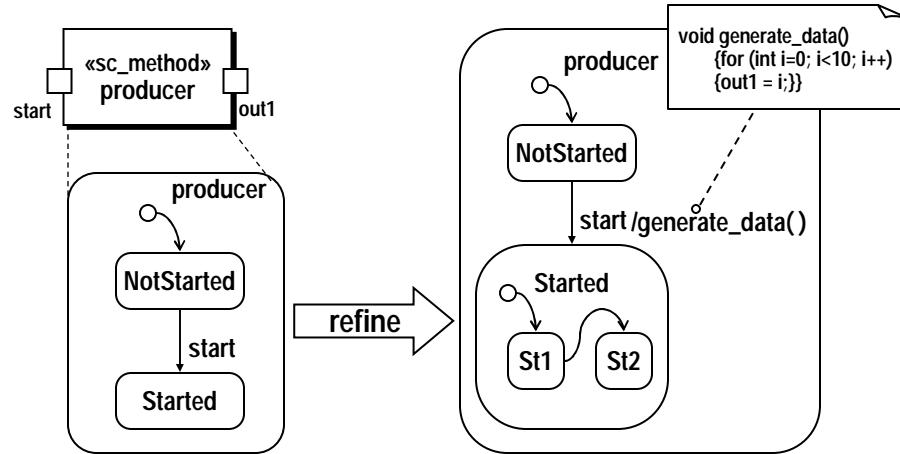 «sc_method»
producer
start
out1
producer
NotStarted
start
Started
refine
producer
void generate_data()
{for (int i=0; i<10; i++)
{out1 = i;}}
NotStarted
start /generate_data()
Started
St1
St2